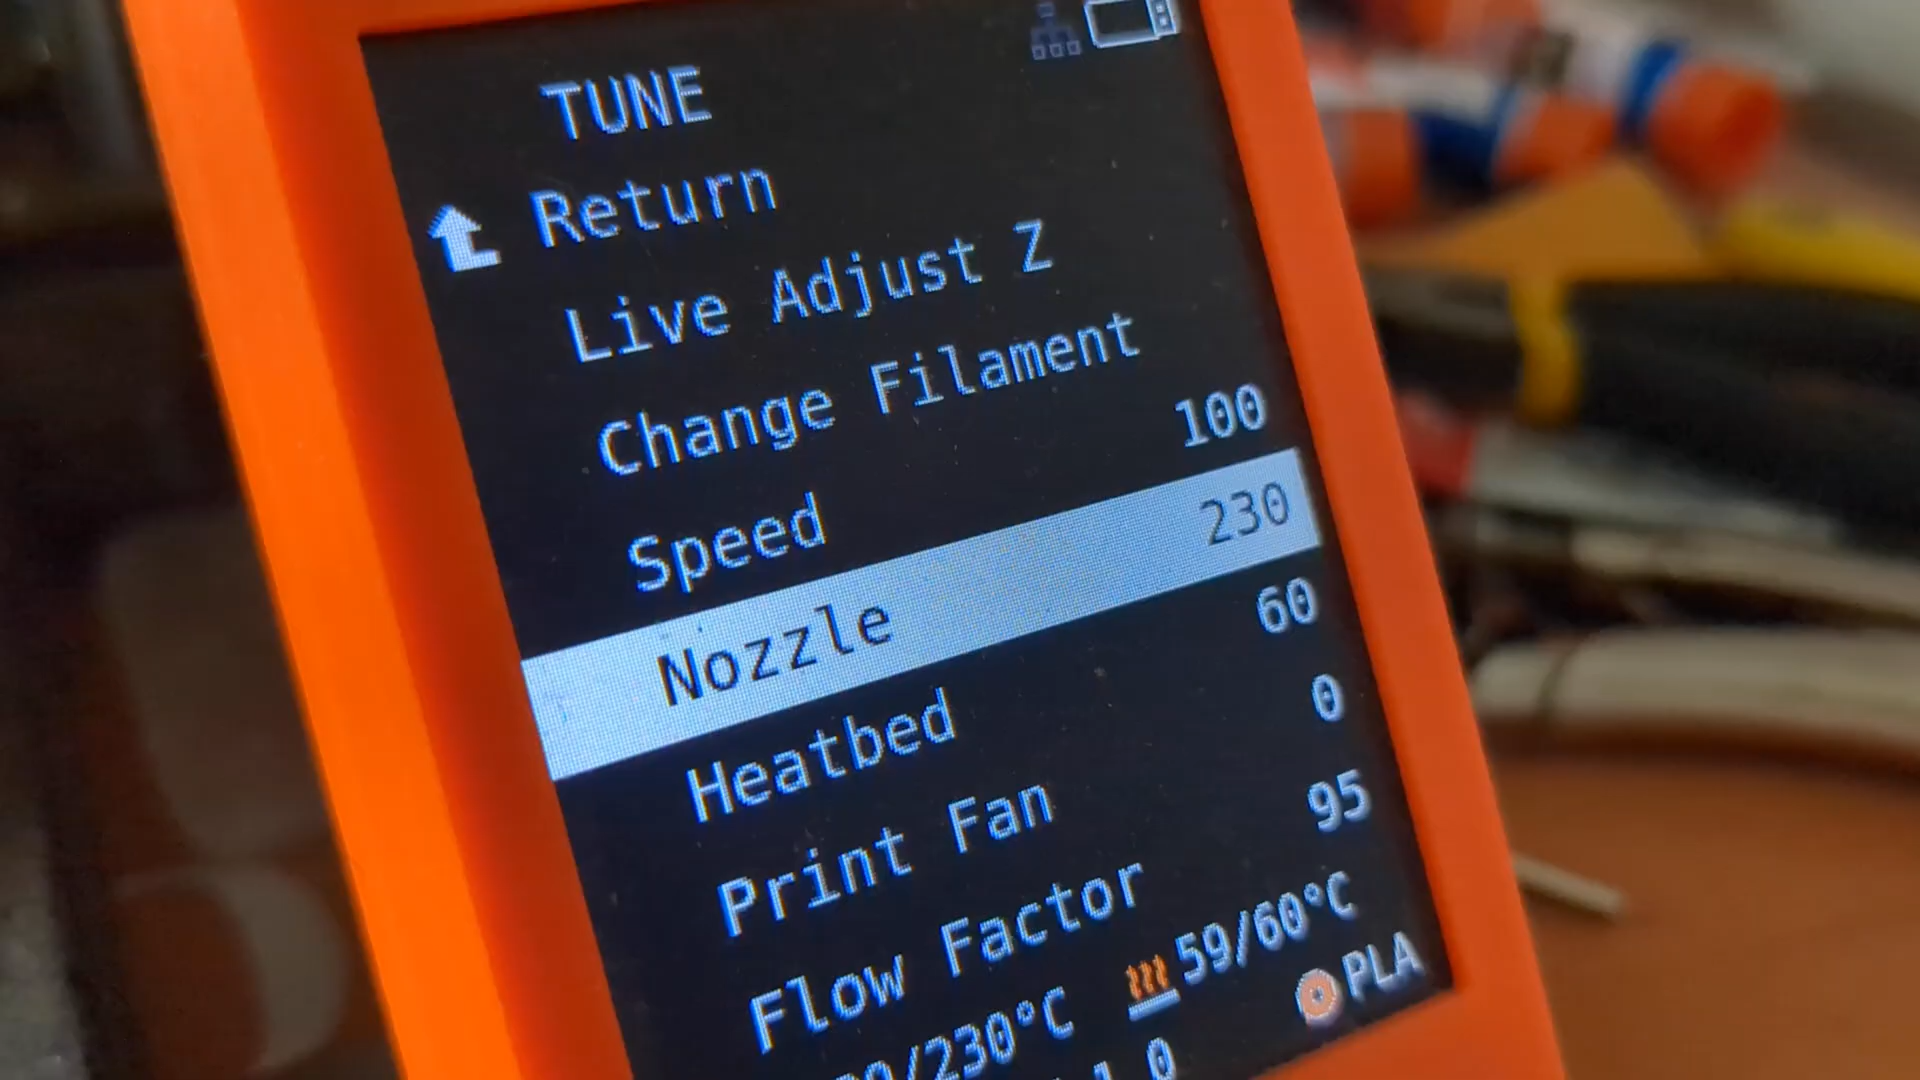 TUNE
Return
Live Adjust Z
Change Filament
Speed 100
Nozzle 230
Heatbed 60
Print Fan 0
Flow Factor 95
/230°C 59/60°C
PLA